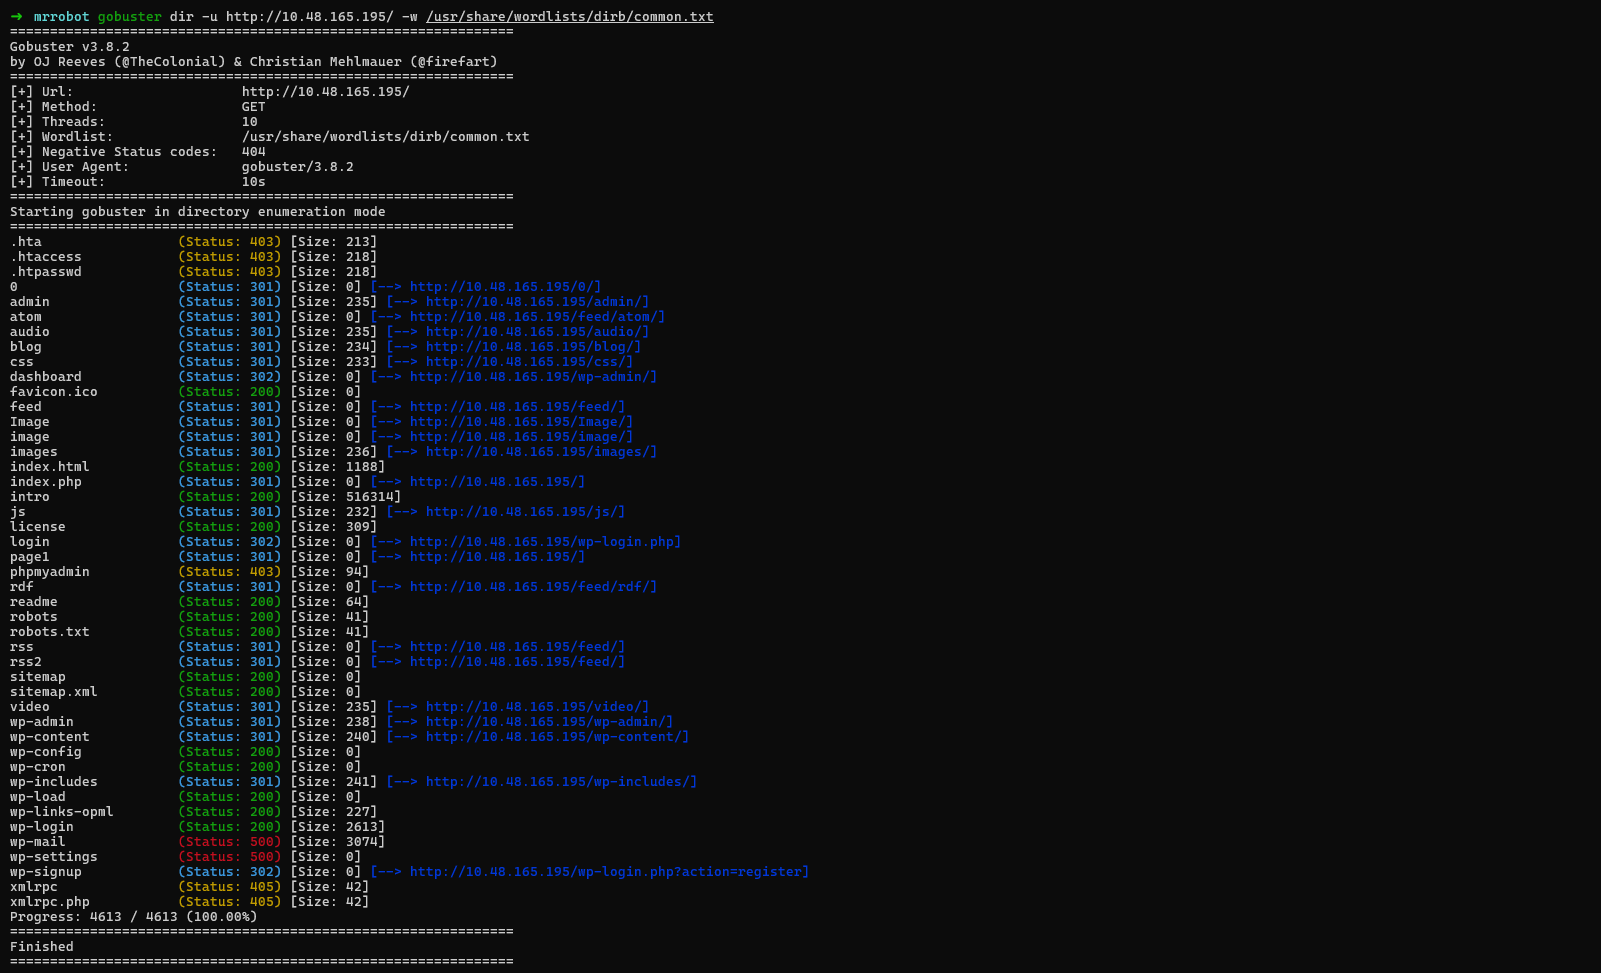 → mrrobot gobuster dir -u http://10.48.165.195/ -w /usr/share/wordlists/dirb/common.txt
===============================================================
Gobuster v3.8.2
by OJ Reeves (@TheColonial) & Christian Mehlmauer (@firefart)
===============================================================
[+] Url:                     http://10.48.165.195/
[+] Method:                  GET
[+] Threads:                 10
[+] Wordlist:                /usr/share/wordlists/dirb/common.txt
[+] Negative Status codes:   404
[+] User Agent:              gobuster/3.8.2
[+] Timeout:                 10s
===============================================================
Starting gobuster in directory enumeration mode
===============================================================
.hta                 (Status: 403) [Size: 213]
.htaccess            (Status: 403) [Size: 218]
.htpasswd            (Status: 403) [Size: 218]
0                    (Status: 301) [Size: 0] [--> http://10.48.165.195/0/]
admin                (Status: 301) [Size: 235] [--> http://10.48.165.195/admin/]
atom                 (Status: 301) [Size: 0] [--> http://10.48.165.195/feed/atom/]
audio                (Status: 301) [Size: 235] [--> http://10.48.165.195/audio/]
blog                 (Status: 301) [Size: 234] [--> http://10.48.165.195/blog/]
css                  (Status: 301) [Size: 233] [--> http://10.48.165.195/css/]
dashboard            (Status: 302) [Size: 0] [--> http://10.48.165.195/wp-admin/]
favicon.ico          (Status: 200) [Size: 0]
feed                 (Status: 301) [Size: 0] [--> http://10.48.165.195/feed/]
Image                (Status: 301) [Size: 0] [--> http://10.48.165.195/Image/]
image                (Status: 301) [Size: 0] [--> http://10.48.165.195/image/]
images               (Status: 301) [Size: 236] [--> http://10.48.165.195/images/]
index.html           (Status: 200) [Size: 1188]
index.php            (Status: 301) [Size: 0] [--> http://10.48.165.195/]
intro                (Status: 200) [Size: 516314]
js                   (Status: 301) [Size: 232] [--> http://10.48.165.195/js/]
license              (Status: 200) [Size: 309]
login                (Status: 302) [Size: 0] [--> http://10.48.165.195/wp-login.php]
page1                (Status: 301) [Size: 0] [--> http://10.48.165.195/]
phpmyadmin           (Status: 403) [Size: 94]
rdf                  (Status: 301) [Size: 0] [--> http://10.48.165.195/feed/rdf/]
readme               (Status: 200) [Size: 64]
robots               (Status: 200) [Size: 41]
robots.txt           (Status: 200) [Size: 41]
rss                  (Status: 301) [Size: 0] [--> http://10.48.165.195/feed/]
rss2                 (Status: 301) [Size: 0] [--> http://10.48.165.195/feed/]
sitemap              (Status: 200) [Size: 0]
sitemap.xml          (Status: 200) [Size: 0]
video                (Status: 301) [Size: 235] [--> http://10.48.165.195/video/]
wp-admin             (Status: 301) [Size: 238] [--> http://10.48.165.195/wp-admin/]
wp-content           (Status: 301) [Size: 240] [--> http://10.48.165.195/wp-content/]
wp-config            (Status: 200) [Size: 0]
wp-cron              (Status: 200) [Size: 0]
wp-includes          (Status: 301) [Size: 241] [--> http://10.48.165.195/wp-includes/]
wp-load              (Status: 200) [Size: 0]
wp-links-opml        (Status: 200) [Size: 227]
wp-login             (Status: 200) [Size: 2613]
wp-mail              (Status: 500) [Size: 3074]
wp-settings          (Status: 500) [Size: 0]
wp-signup            (Status: 302) [Size: 0] [--> http://10.48.165.195/wp-login.php?action=register]
xmlrpc               (Status: 405) [Size: 42]
xmlrpc.php           (Status: 405) [Size: 42]
Progress: 4613 / 4613 (100.00%)
===============================================================
Finished
===============================================================